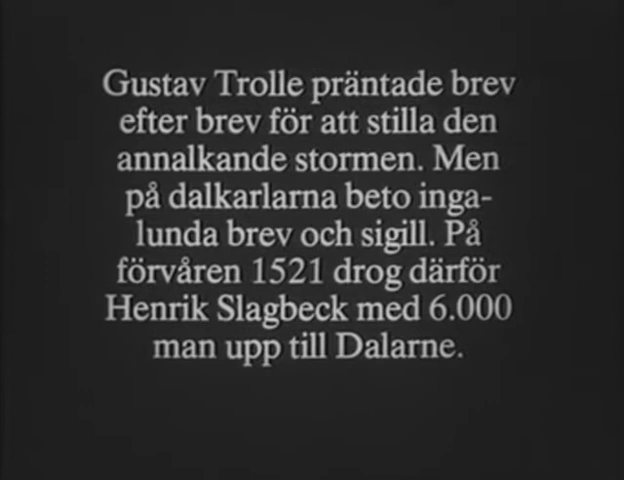 Gustav Trolle präntade brev
efter brev för att stilla den
annalkande stormen. Men
på dalkarlarna beto inga-
lunda brev och sigill. På
förvåren 1521 drog därför
Henrik Slagbeck med 6.000
man upp till Dalarne.